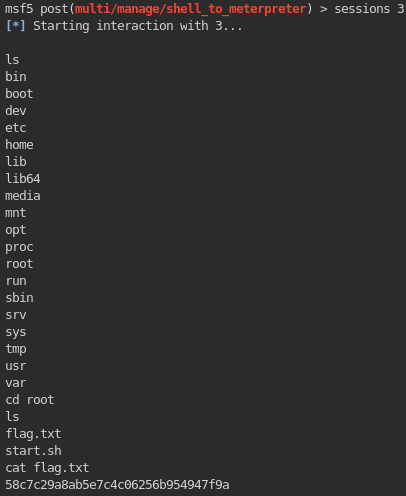 msf5 post(multi/manage/shell_to_meterpreter) > sessions 3
[*] Starting interaction with 3...
ls
bin
boot
dev
etc
home
lib
lib64
media
mnt
opt
proc
root
run
sbin
srv
sys
tmp
usr
var
cd root
ls
flag.txt
start.sh
cat flag.txt
58c7c29a8ab5e7c4c06256b954947f9a